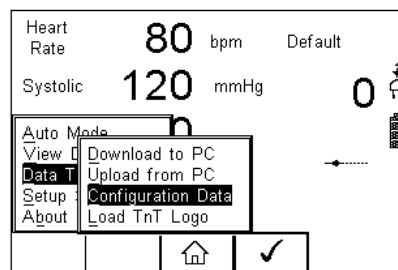 Heart Rate 80 bpm Default
Systolic 120 mmHg 0
Auto Mode
View D
Data T
Setup
About
Download to PC
Upload from PC
Configuration Data
Load TnT Logo